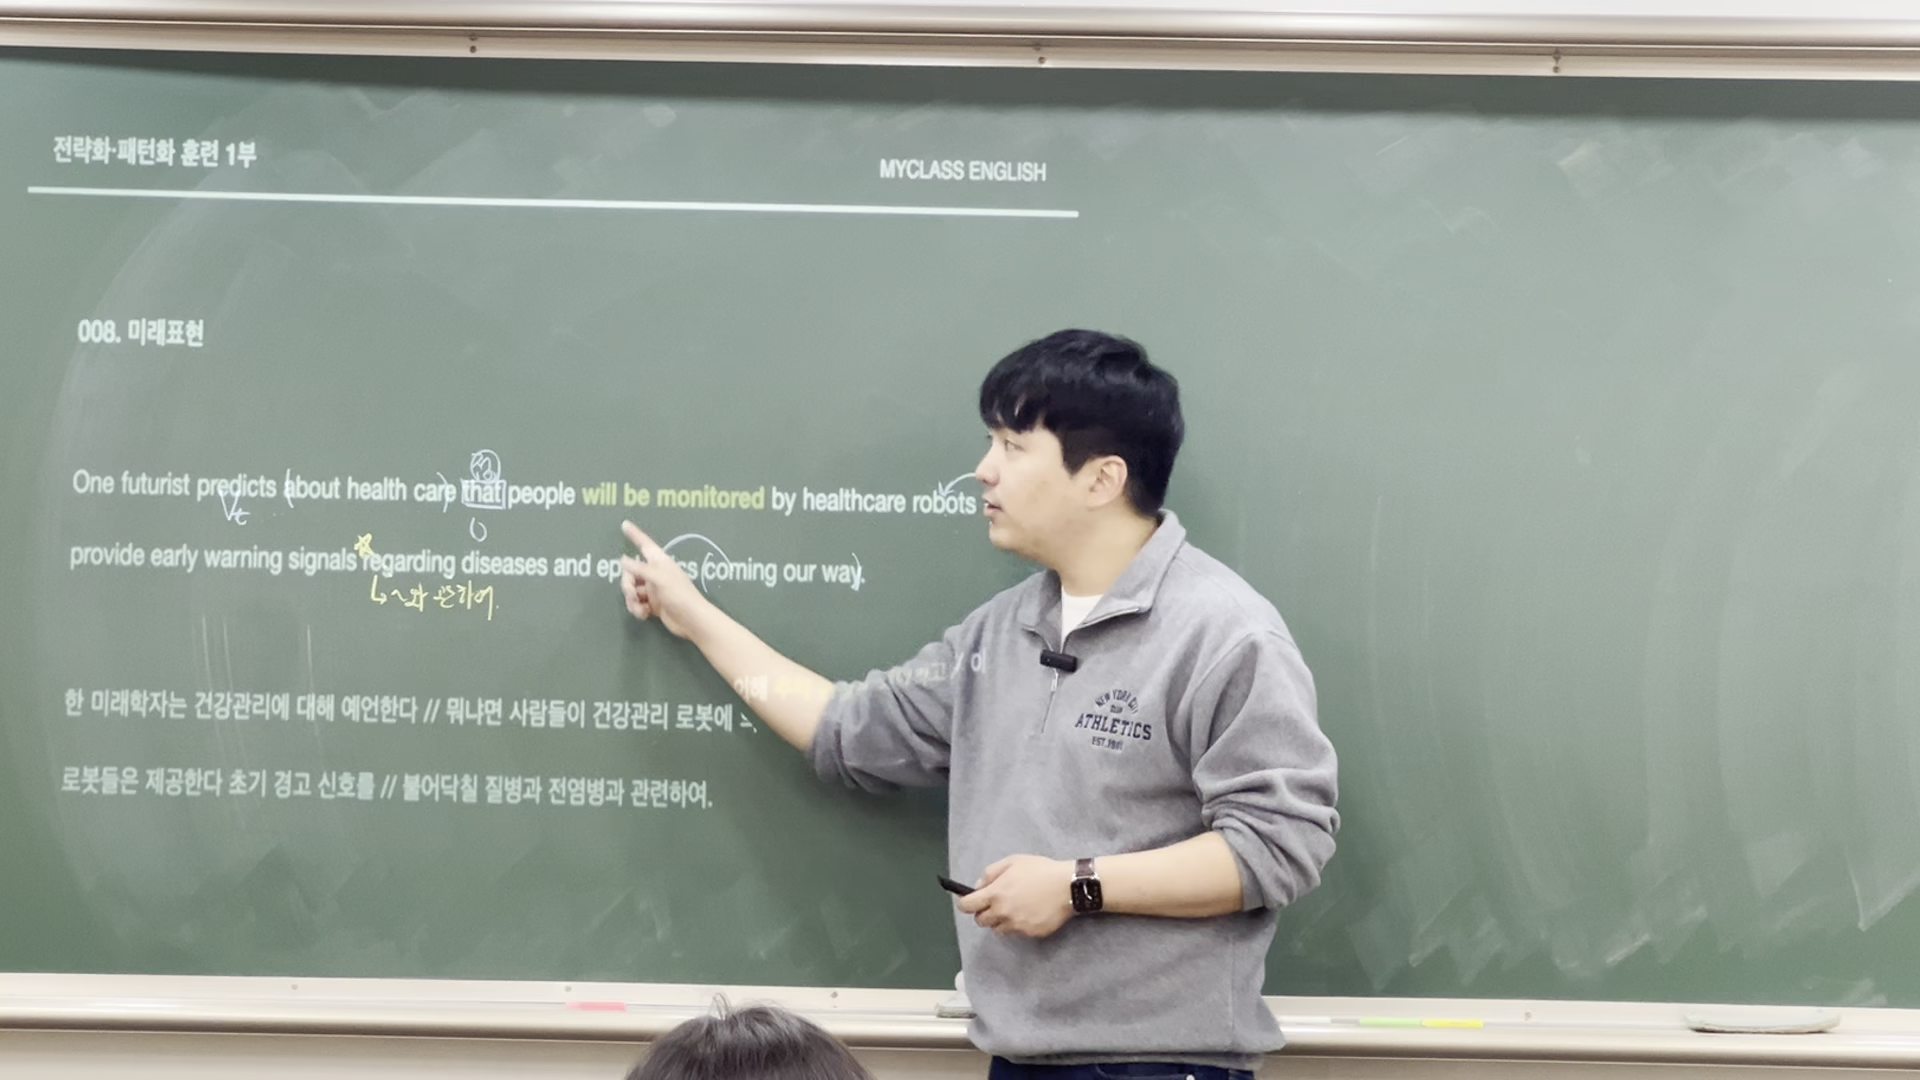 전략화·패턴화 훈련 1부
MYCLASS ENGLISH
008. 미래표현
One futurist predicts (about health care) that people will be monitored by healthcare robots
Vt
O
provide early warning signals regarding diseases and coming our way).
↳ ~와 관하여.
한 미래학자는 건강관리에 대해 예언한다 // 뭐냐면 사람들이 건강관리 로봇에
로봇들은 제공한다 초기 경고 신호를 // 불어닥칠 질병과 전염병과 관련하여.
NEW YORK CITY
CLUB
ATHLETICS